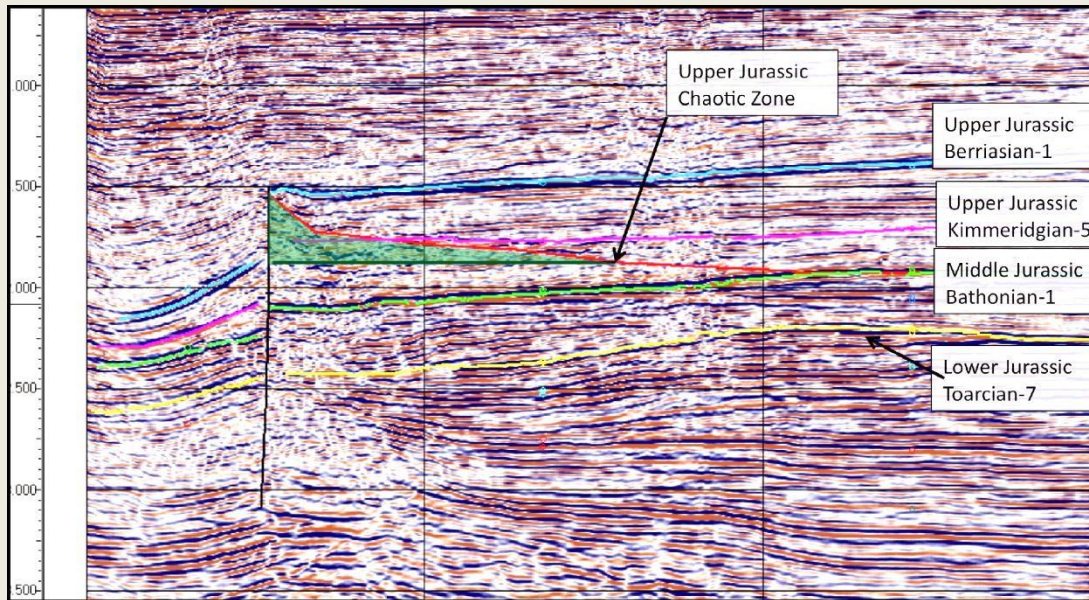 Upper Jurassic
Chaotic Zone
Upper Jurassic
Berriasian-1
Upper Jurassic
Kimmeridgian-5
Middle Jurassic
Bathonian-1
Lower Jurassic
Toarcian-7
.000
.500
.000
.500
.000
.500